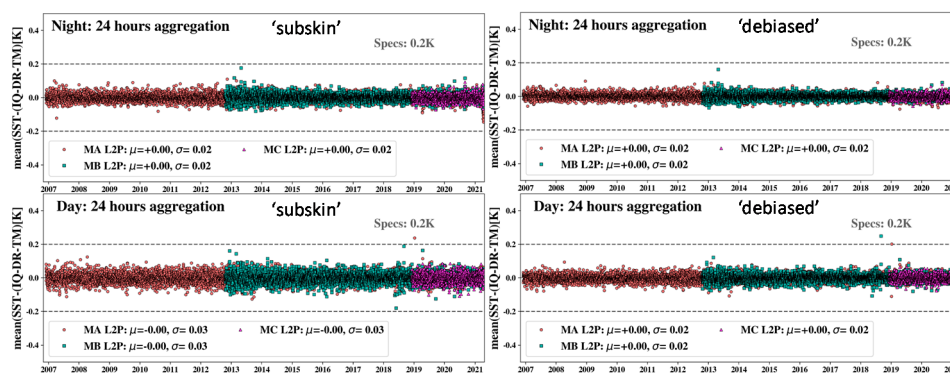 Night: 24 hours aggregation 'subskin'
Specs: 0.2K
mean(SST-(IQ-DR-TM)[K]
0.4
0.2
0.0
-0.2
-0.4
MA L2P: μ=+0.00, σ= 0.02
MB L2P: μ=+0.00, σ= 0.02
MC L2P: μ=+0.00, σ= 0.02
2007 2008 2009 2010 2011 2012 2013 2014 2015 2016 2017 2018 2019 2020 2021
Night: 24 hours aggregation 'debiased'
Specs: 0.2K
mean(SST-(IQ-DR-TM)[K]
0.4
0.2
0.0
-0.2
-0.4
MA L2P: μ=+0.00, σ= 0.02
MB L2P: μ=+0.00, σ= 0.02
MC L2P: μ=+0.00, σ= 0.02
2007 2008 2009 2010 2011 2012 2013 2014 2015 2016 2017 2018 2019 2020
Day: 24 hours aggregation 'subskin'
Specs: 0.2K
mean(SST-(IQ-DR-TM)[K]
0.4
0.2
0.0
-0.2
-0.4
MA L2P: μ=-0.00, σ= 0.03
MB L2P: μ=-0.00, σ= 0.03
MC L2P: μ=-0.00, σ= 0.03
2007 2008 2009 2010 2011 2012 2013 2014 2015 2016 2017 2018 2019 2020 2021
Day: 24 hours aggregation 'debiased'
Specs: 0.2K
mean(SST-(IQ-DR-TM)[K]
0.4
0.2
0.0
-0.2
-0.4
MA L2P: μ=+0.00, σ= 0.02
MB L2P: μ=+0.00, σ= 0.02
MC L2P: μ=+0.00, σ= 0.02
2007 2008 2009 2010 2011 2012 2013 2014 2015 2016 2017 2018 2019 2020